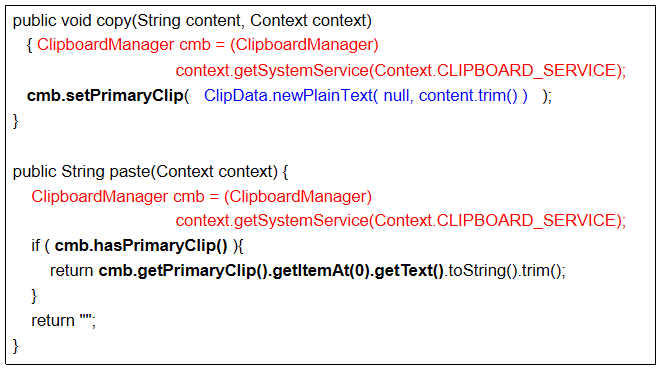 public void copy(String content, Context context)
{ ClipboardManager cmb = (ClipboardManager)
context.getSystemService(Context.CLIPBOARD_SERVICE);
cmb.setPrimaryClip( ClipData.newPlainText( null, content.trim() ) );
}
public String paste(Context context) {
ClipboardManager cmb = (ClipboardManager)
context.getSystemService(Context.CLIPBOARD_SERVICE);
if ( cmb.hasPrimaryClip() ){
return cmb.getPrimaryClip().getItemAt(0).getText().toString().trim();
}
return "";
}